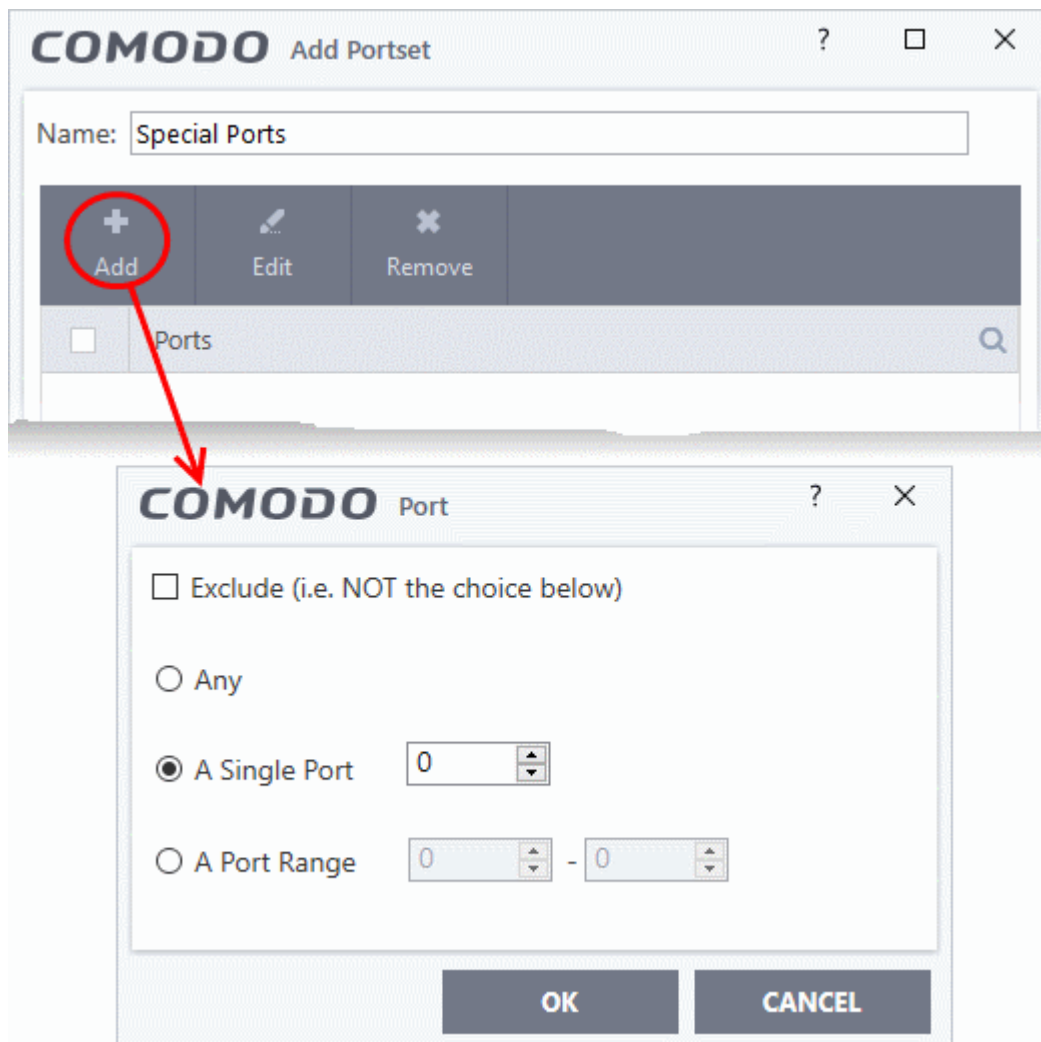 COMODO Add Portset ?
Name: Special Ports
Add Edit Remove
Ports
COMODO Port ?
Exclude (i.e. NOT the choice below)
Any
A Single Port 0
A Port Range 0 - 0
OK CANCEL